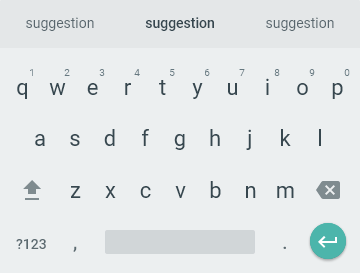 suggestion suggestion suggestion
1 2 3 4 5 6 7 8 9 0
q w e r t y u i o p
a s d f g h j k l
z x c v b n m
?123 , .